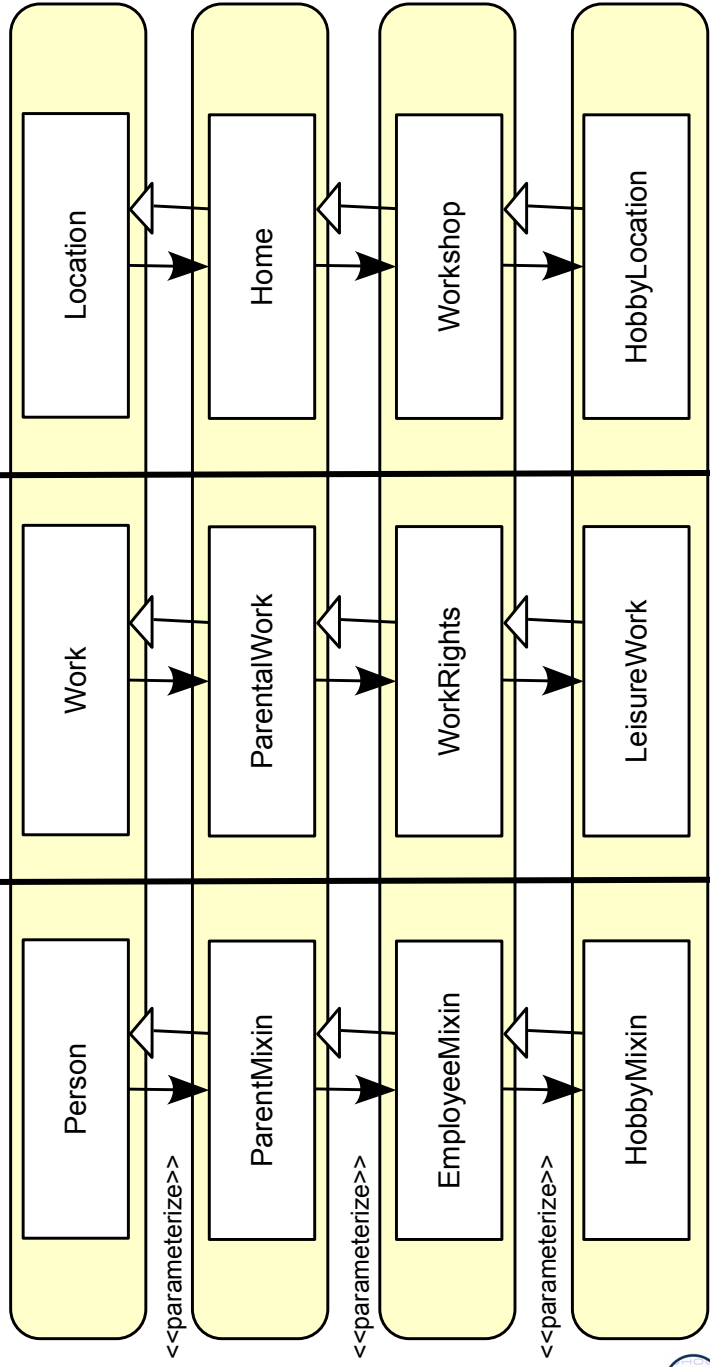 Person
Work
Location
<<parameterize>>
ParentMixin
ParentalWork
Home
<<parameterize>>
EmployeeMixin
WorkRights
Workshop
<<parameterize>>
HobbyMixin
LeisureWork
HobbyLocation